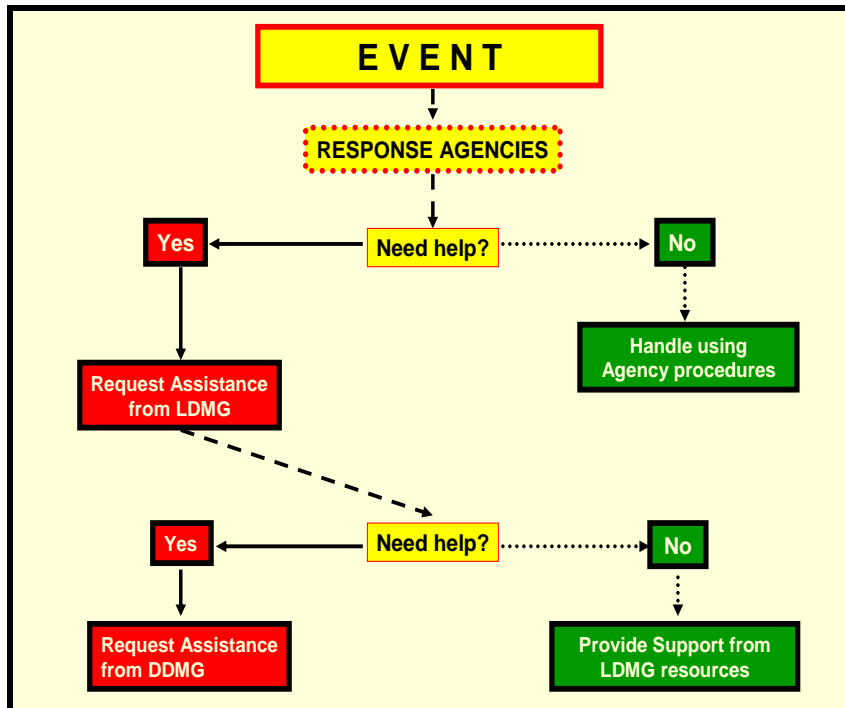 E V E N T
RESPONSE AGENCIES
Yes
Need help?
No
Handle using
Agency procedures
Request Assistance
from LDMG
Yes
Need help?
No
Request Assistance
from DDMG
Provide Support from
LDMG resources